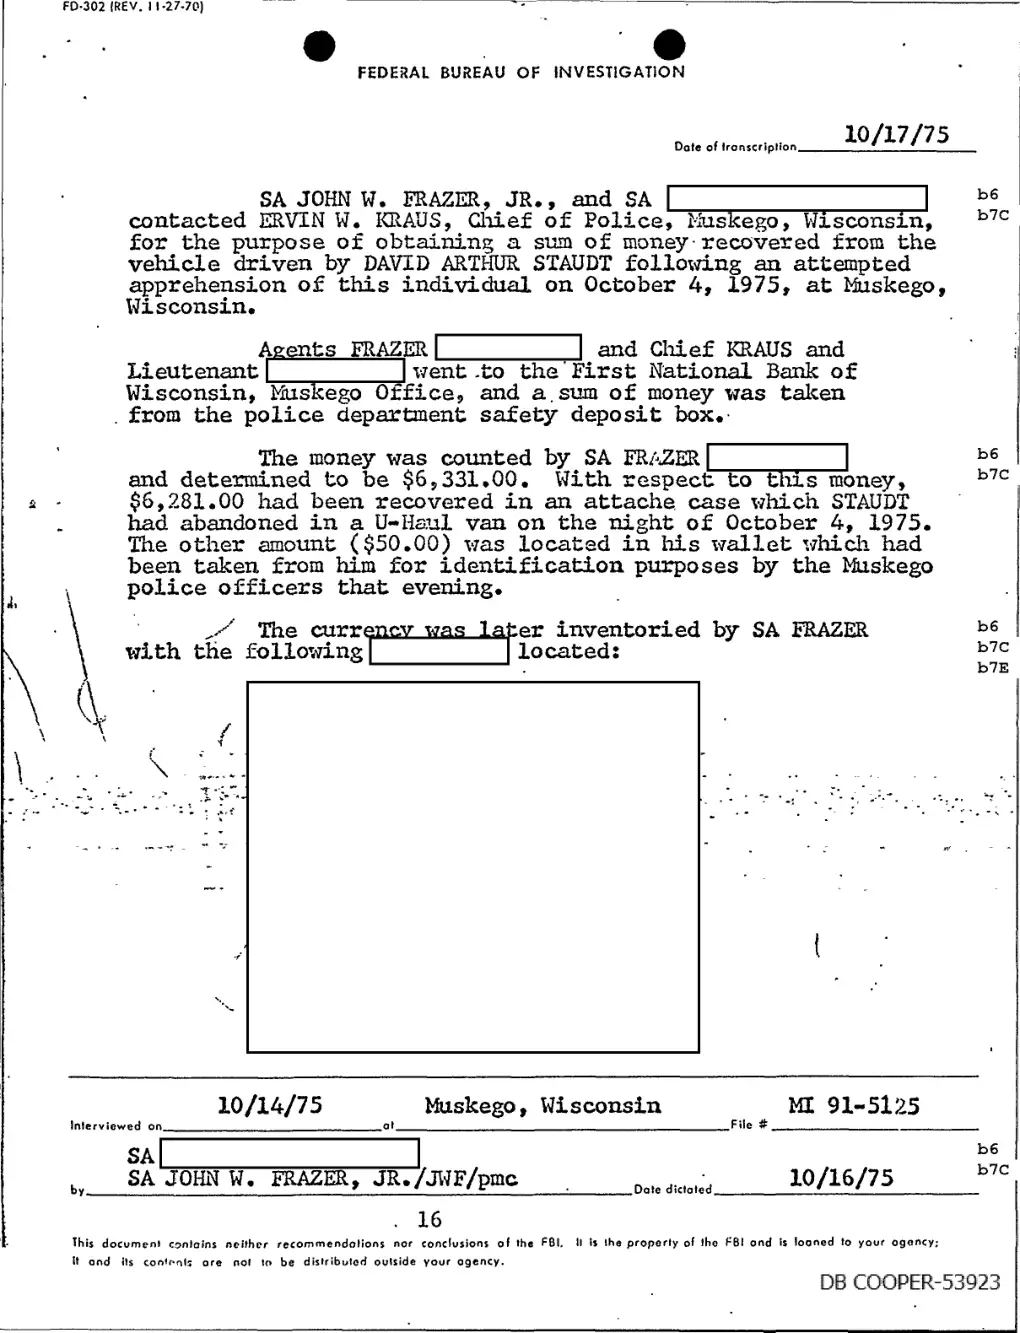 FD-302 (REV. 11-27-70)
FEDERAL BUREAU OF INVESTIGATION
Date of transcription 10/17/75
SA JOHN W. FRAZER, JR., and SA
b6
contacted ERVIN W. KRAUS, Chief of Police, Muskego, Wisconsin,
b7C
for the purpose of obtaining a sum of money recovered from the
vehicle driven by DAVID ARTHUR STAUDT following an attempted
apprehension of this individual on October 4, 1975, at Muskego,
Wisconsin.
Agents FRAZER and Chief KRAUS and
Lieutenant went to the First National Bank of
Wisconsin, Muskego Office, and a sum of money was taken
from the police department safety deposit box.
The money was counted by SA FRAZER
b6
and determined to be $6,331.00. With respect to this money,
b7C
$6,281.00 had been recovered in an attache case which STAUDT
had abandoned in a U-Haul van on the night of October 4, 1975.
The other amount ($50.00) was located in his wallet which had
been taken from him for identification purposes by the Muskego
police officers that evening.
The currency was later inventoried by SA FRAZER
b6
with the following located:
b7C
b7E
Interviewed on 10/14/75 at Muskego, Wisconsin File # MI 91-5125
SA
b6
by SA JOHN W. FRAZER, JR./JWF/pmc Date dictated 10/16/75
b7C
16
This document contains neither recommendations nor conclusions of the FBI. It is the property of the FBI and is loaned to your agency;
it and its contents are not to be distributed outside your agency.
DB COOPER-53923